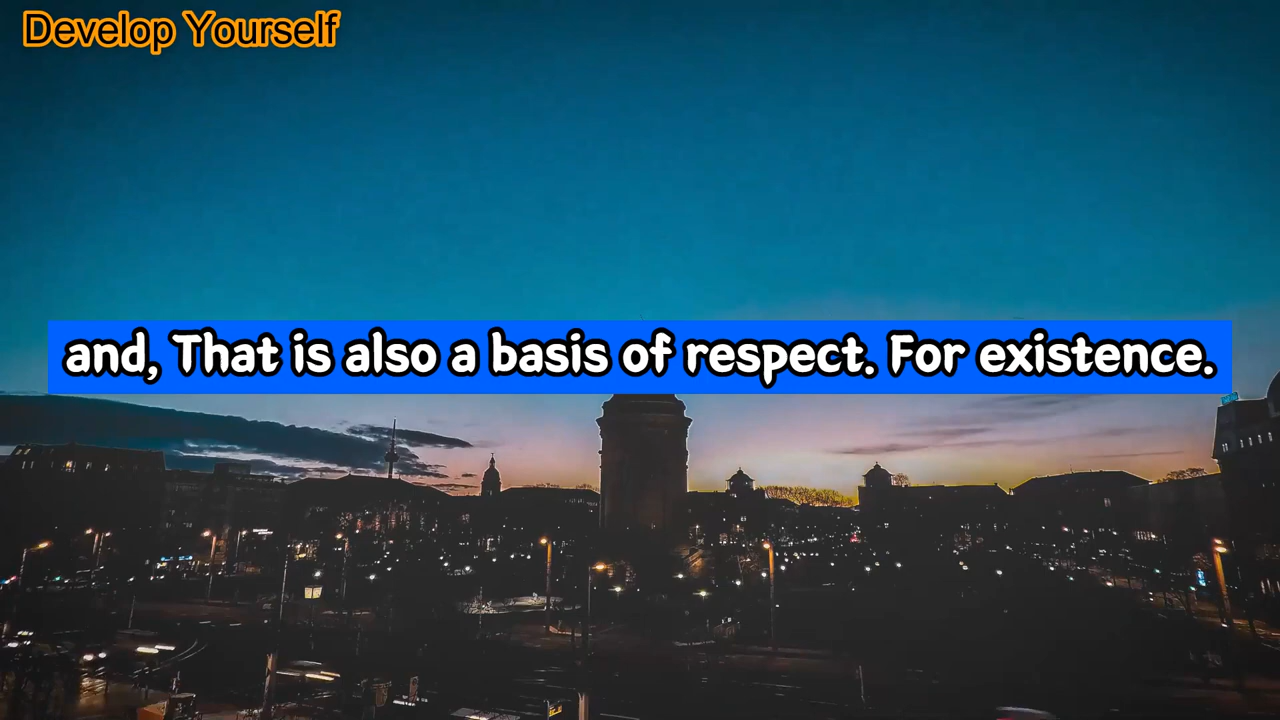 Develop Yourself
and, That is also a basis of respect. For existence.